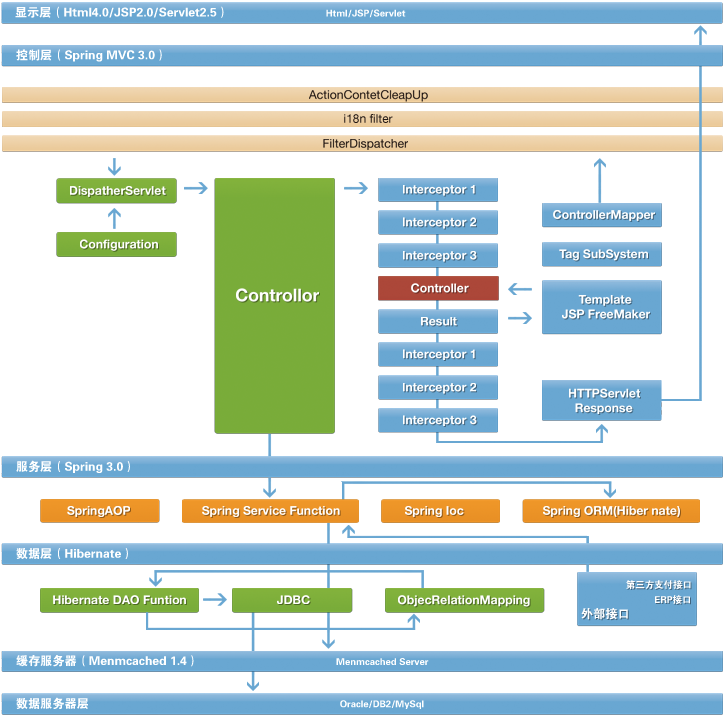 显示层（Html4.0/JSP2.0/Servlet2.5） Html/JSP/Servlet
控制层（Spring MVC 3.0）
ActionContetCleapUp
i18n filter
FilterDispatcher
DispatherServlet
Configuration
Controllor
Interceptor 1
Interceptor 2
Interceptor 3
Controller
Result
Interceptor 1
Interceptor 2
Interceptor 3
ControllerMapper
Tag SubSystem
Template
JSP FreeMaker
HTTPServlet
Response
服务层（Spring 3.0）
SpringAOP
Spring Service Function
Spring Ioc
Spring ORM(Hiber nate)
数据层（Hibernate）
Hibernate DAO Funtion
JDBC
ObjecRelationMapping
第三方支付接口
ERP接口
外部接口
缓存服务器（Menmcached 1.4） Menmcached Server
数据服务器层 Oracle/DB2/MySql